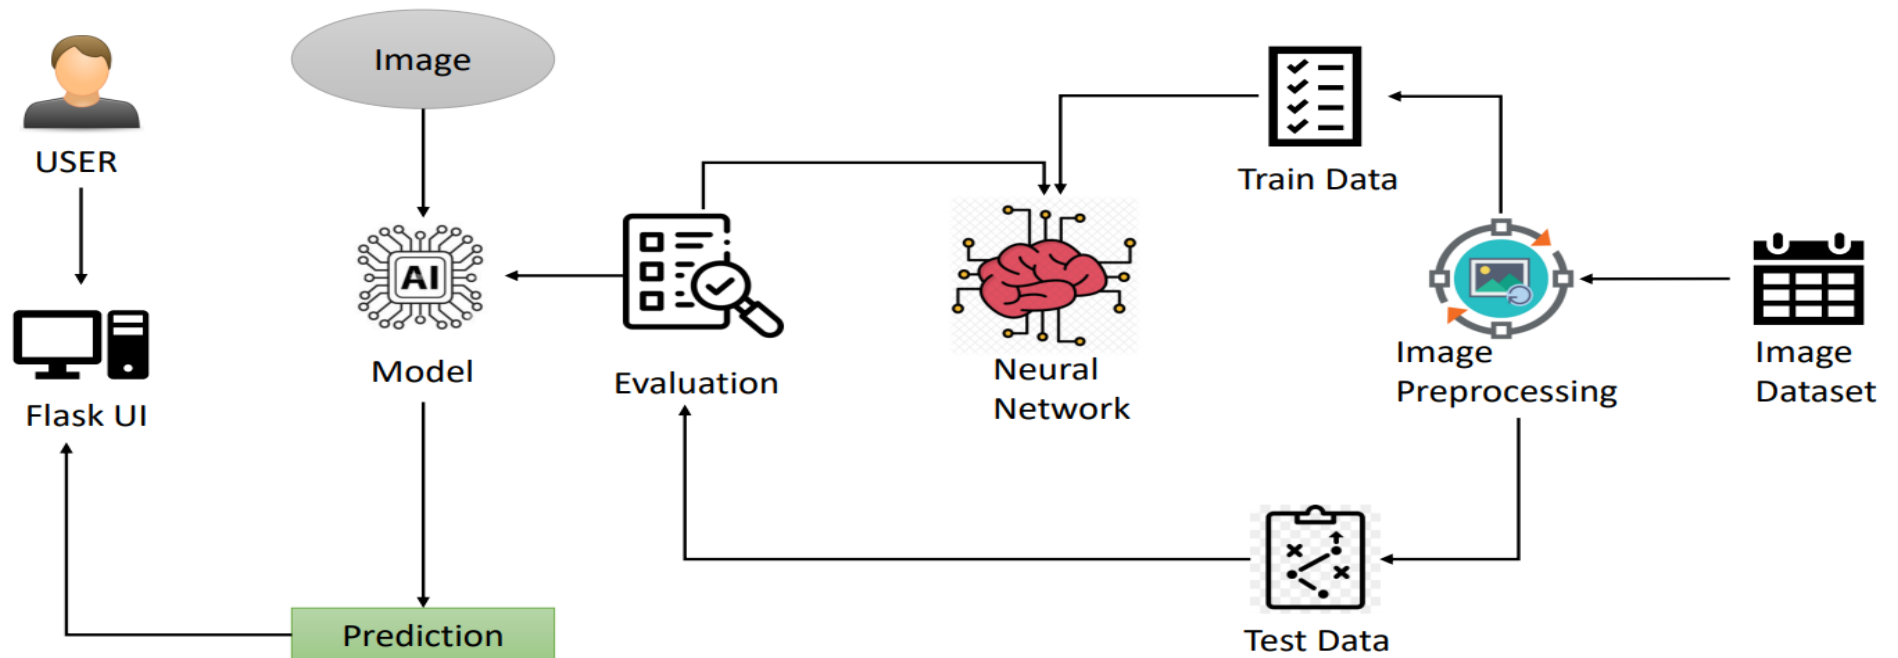 USER
Flask UI
Image
AI
Model
Prediction
Evaluation
Neural
Network
Train Data
Image
Preprocessing
Test Data
Image
Dataset